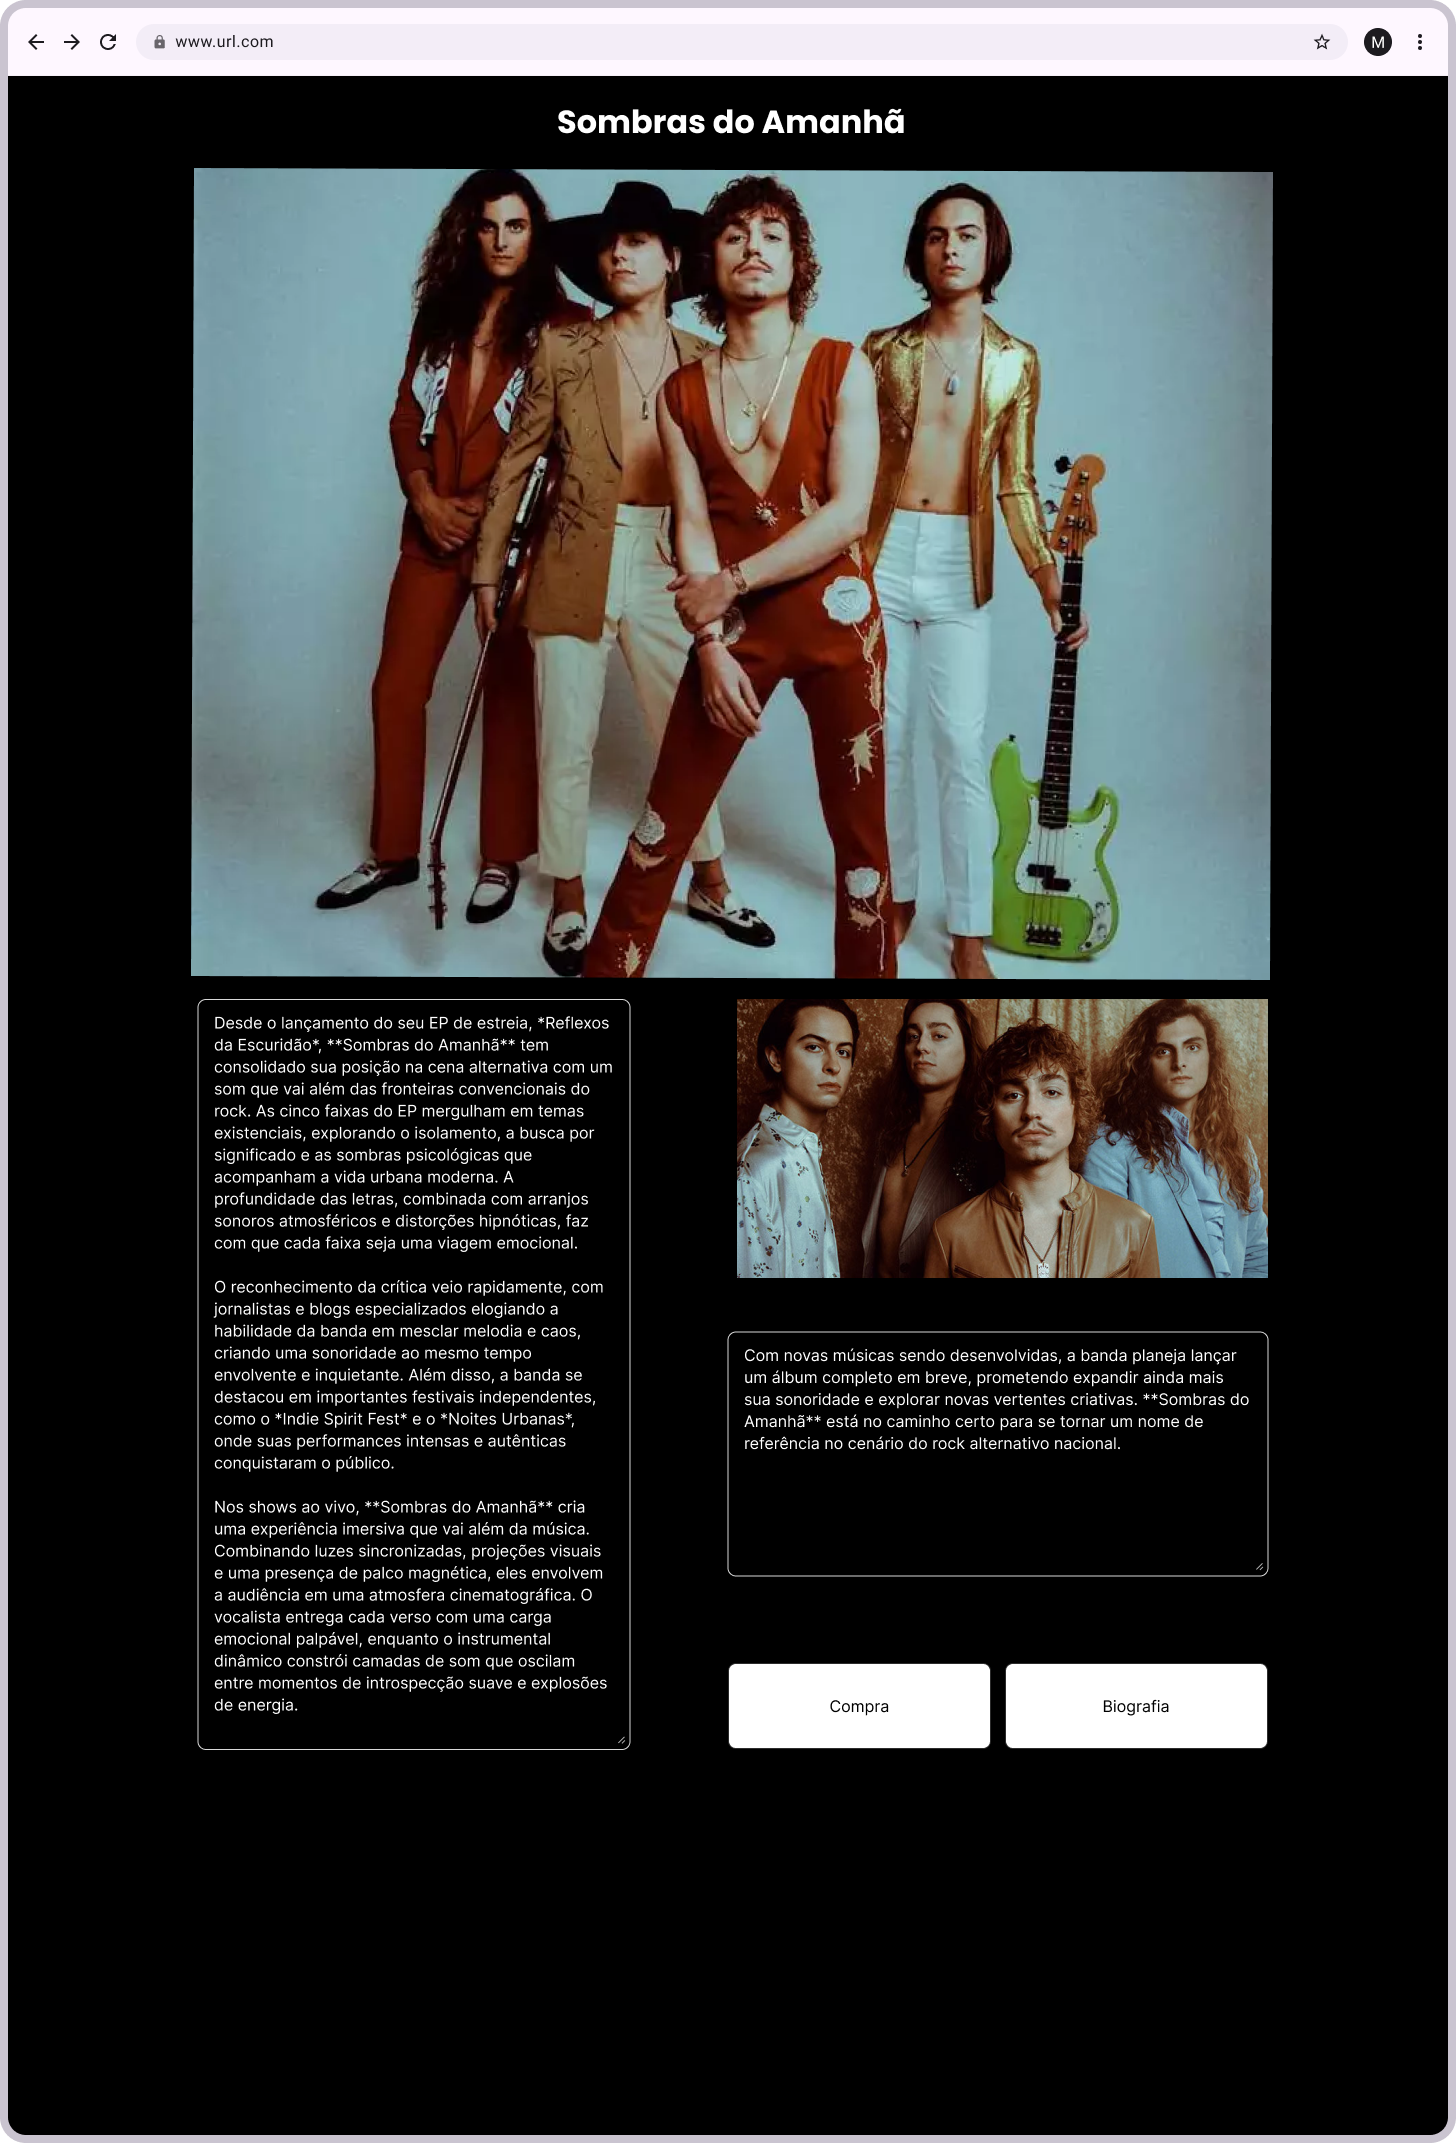 www.url.com
M
Sombras do Amanhã
Desde o lançamento do seu EP de estreia, *Reflexos
da Escuridão*, **Sombras do Amanhã** tem
consolidado sua posição na cena alternativa com um
som que vai além das fronteiras convencionais do
rock. As cinco faixas do EP mergulham em temas
existenciais, explorando o isolamento, a busca por
significado e as sombras psicológicas que
acompanham a vida urbana moderna. A
profundidade das letras, combinada com arranjos
sonoros atmosféricos e distorções hipnóticas, faz
com que cada faixa seja uma viagem emocional.
O reconhecimento da crítica veio rapidamente, com
jornalistas e blogs especializados elogiando a
habilidade da banda em mesclar melodia e caos,
criando uma sonoridade ao mesmo tempo
envolvente e inquietante. Além disso, a banda se
destacou em importantes festivais independentes,
como o *Indie Spirit Fest* e o *Noites Urbanas*,
onde suas performances intensas e autênticas
conquistaram o público.
Nos shows ao vivo, **Sombras do Amanhã** cria
uma experiência imersiva que vai além da música.
Combinando luzes sincronizadas, projeções visuais
e uma presença de palco magnética, eles envolvem
a audiência em uma atmosfera cinematográfica. O
vocalista entrega cada verso com uma carga
emocional palpável, enquanto o instrumental
dinâmico constrói camadas de som que oscilam
entre momentos de introspecção suave e explosões
de energia.
Com novas músicas sendo desenvolvidas, a banda planeja lançar
um álbum completo em breve, prometendo expandir ainda mais
sua sonoridade e explorar novas vertentes criativas. **Sombras do
Amanhã** está no caminho certo para se tornar um nome de
referência no cenário do rock alternativo nacional.
Compra
Biografia